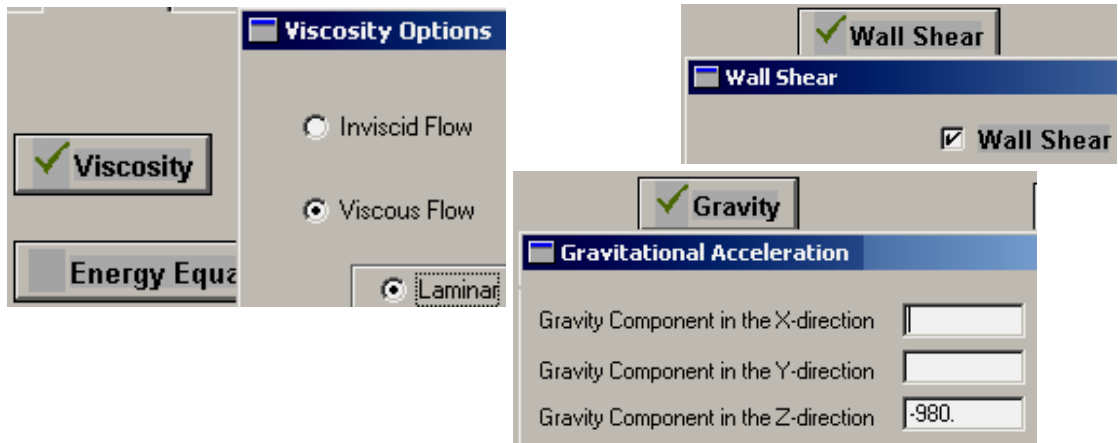 Viscosity Options
Inviscid Flow
Viscosity
Viscous Flow
Energy Equa
Laminar
Wall Shear
Wall Shear
Wall Shear
Gravity
Gravitational Acceleration
Gravity Component in the X-direction
Gravity Component in the Y-direction
Gravity Component in the Z-direction -980.